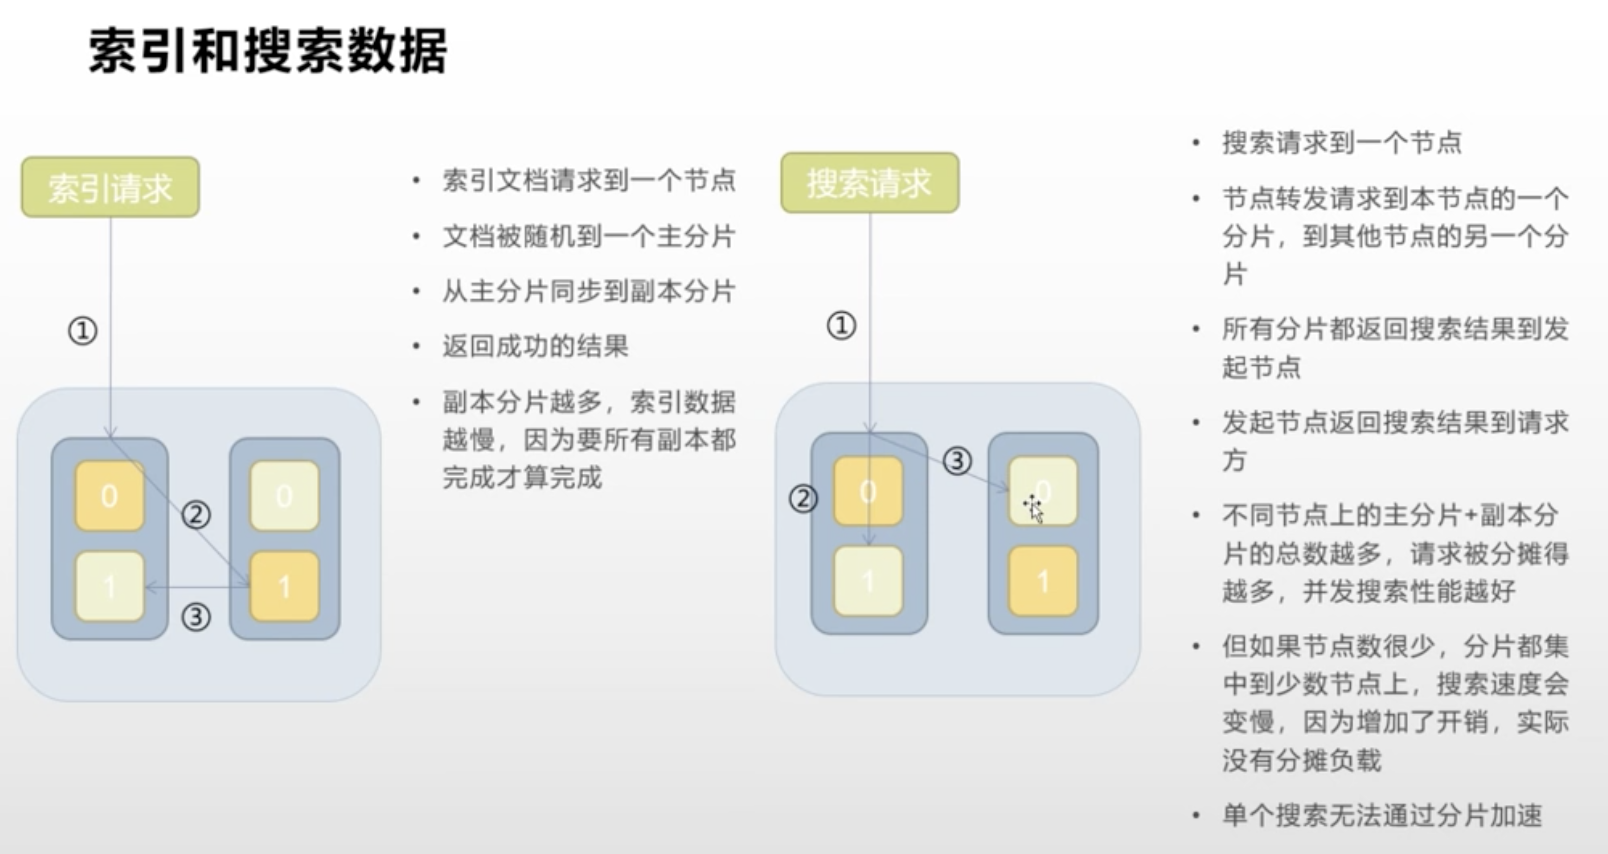 索引和搜索数据
索引请求
①
0
0
②
1
1
③
• 索引文档请求到一个节点
• 文档被随机到一个主分片
• 从主分片同步到副本分片
• 返回成功的结果
• 副本分片越多，索引数据
越慢，因为要所有副本都
完成才算完成
搜索请求
①
③
②
0
0
1
1
• 搜索请求到一个节点
• 节点转发请求到本节点的一个
分片，到其他节点的另一个分
片
• 所有分片都返回搜索结果到发
起节点
• 发起节点返回搜索结果到请求
方
• 不同节点上的主分片+副本分
片的总数越多，请求被分摊得
越多，并发搜索性能越好
• 但如果节点数很少，分片都集
中到少数节点上，搜索速度会
变慢，因为增加了开销，实际
没有分摊负载
• 单个搜索无法通过分片加速